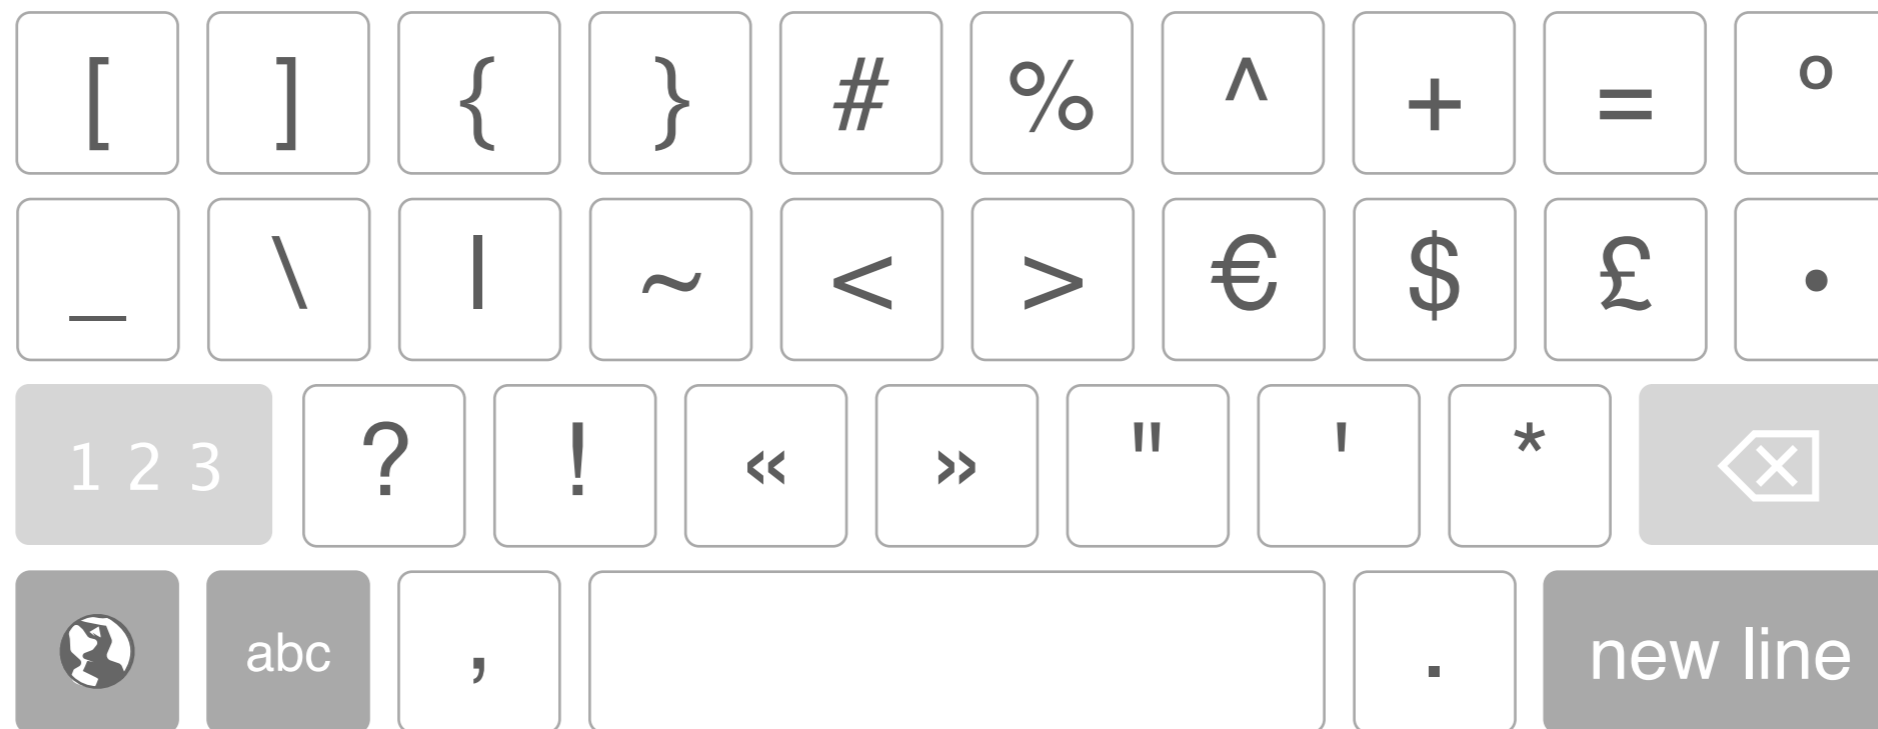 [ ] { } # % ^ + = º
_ \ | ~ < > € $ £ •
1 2 3 ? ! « » " ' *
abc , . new line